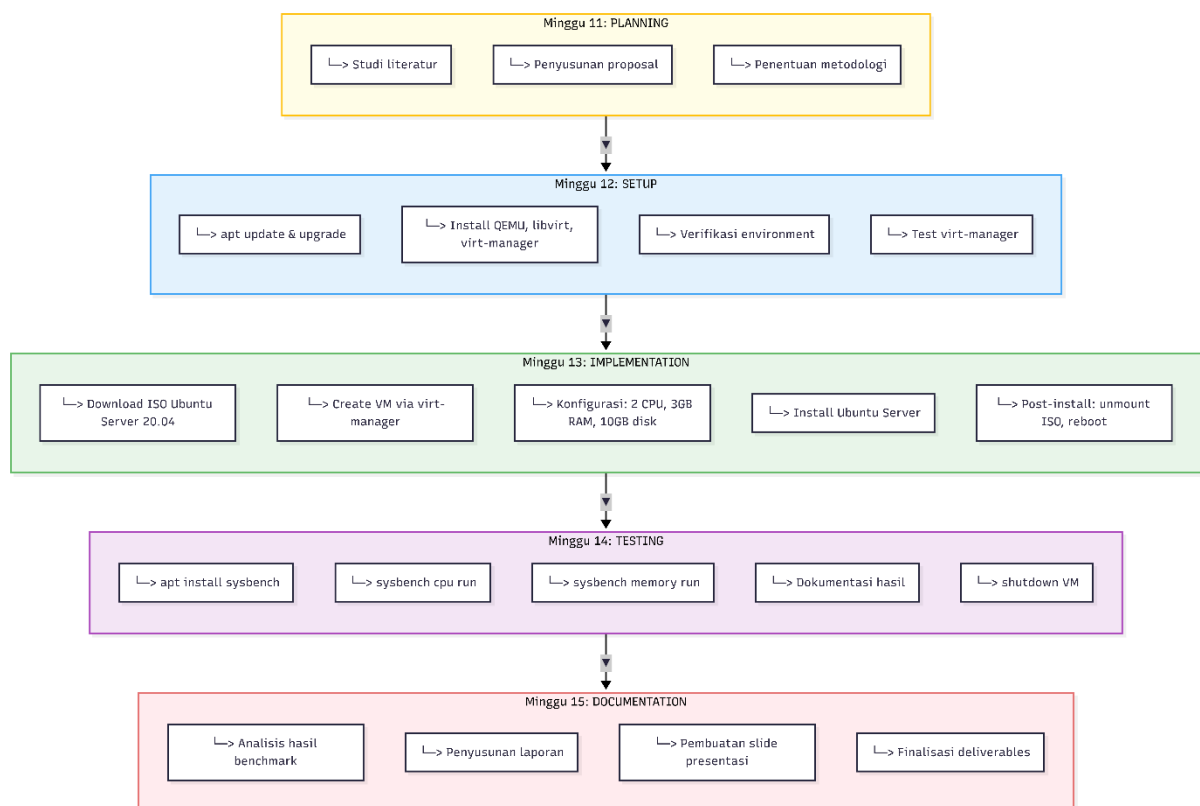 Minggu 11: PLANNING
└─> Studi literatur
└─> Penyusunan proposal
└─> Penentuan metodologi
▼
Minggu 12: SETUP
└─> apt update & upgrade
└─> Install QEMU, libvirt,
virt-manager
└─> Verifikasi environment
└─> Test virt-manager
▼
Minggu 13: IMPLEMENTATION
└─> Download ISO Ubuntu
Server 20.04
└─> Create VM via virt-
manager
└─> Konfigurasi: 2 CPU, 3GB
RAM, 10GB disk
└─> Install Ubuntu Server
└─> Post-install: unmount
ISO, reboot
▼
Minggu 14: TESTING
└─> apt install sysbench
└─> sysbench cpu run
└─> sysbench memory run
└─> Dokumentasi hasil
└─> shutdown VM
▼
Minggu 15: DOCUMENTATION
└─> Analisis hasil
benchmark
└─> Penyusunan laporan
└─> Pembuatan slide
presentasi
└─> Finalisasi deliverables